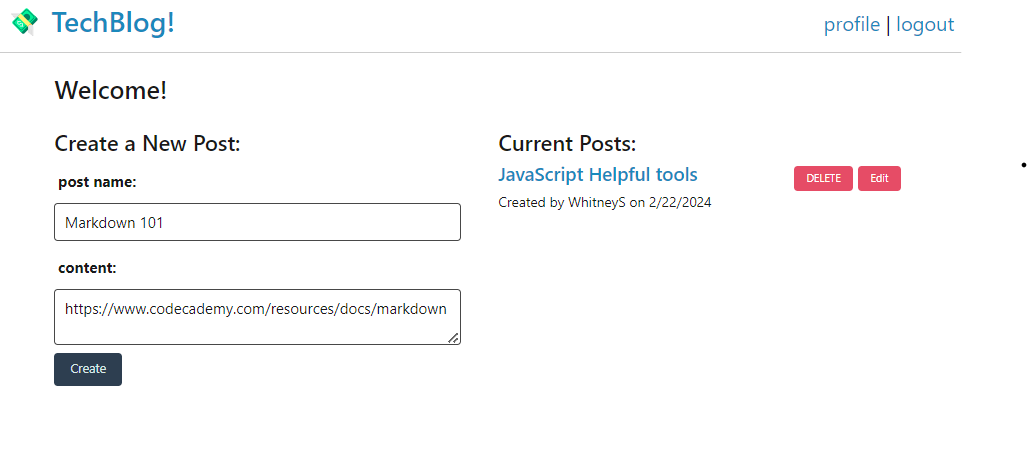 TechBlog!
profile | logout
Welcome!
Create a New Post:
post name:
Markdown 101
content:
https://www.codecademy.com/resources/docs/markdown
Create
Current Posts:
JavaScript Helpful tools
DELETE Edit
Created by WhitneyS on 2/22/2024